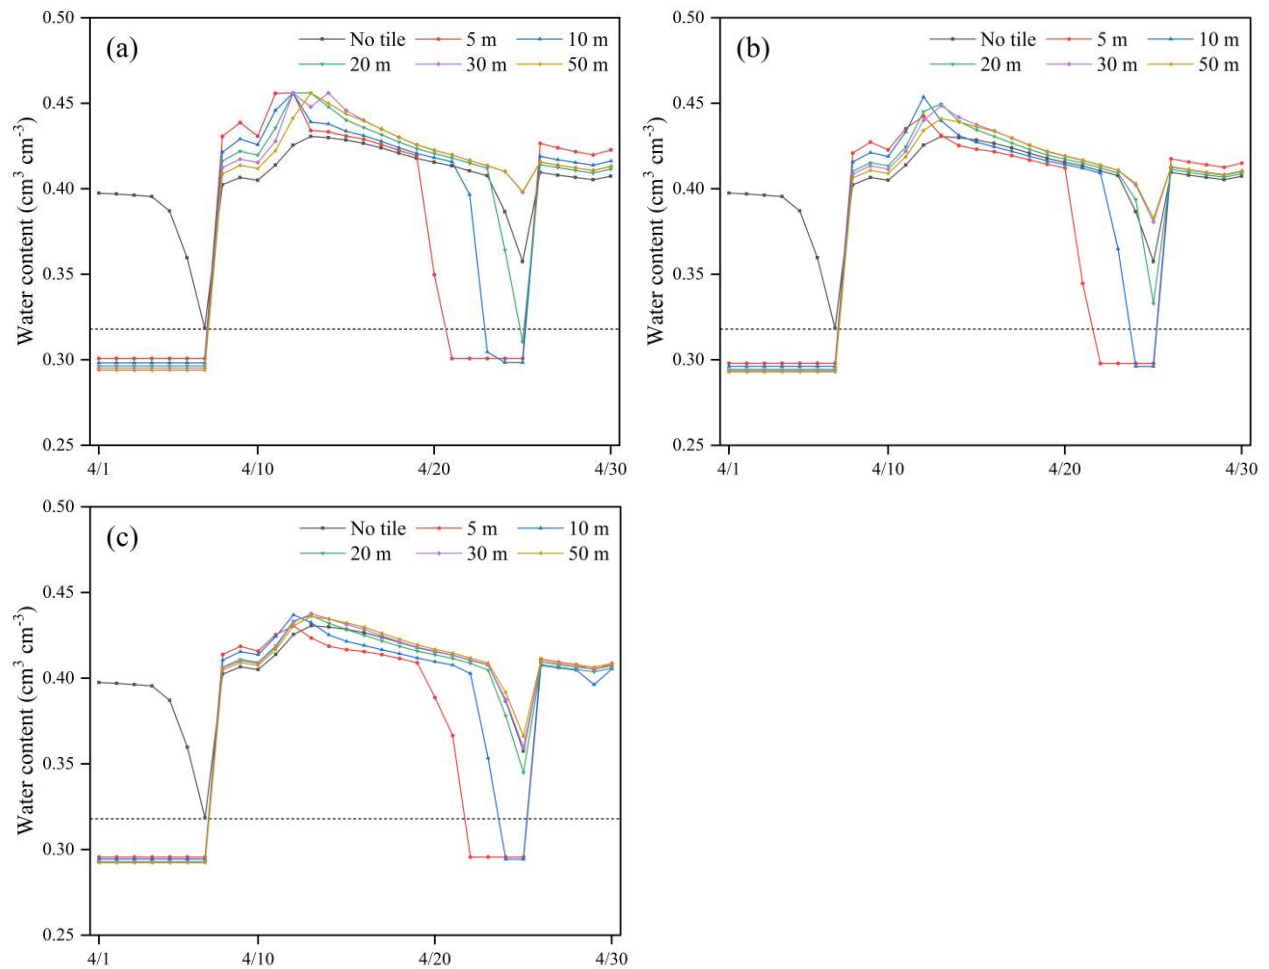 (a)
No tile 5 m 10 m
20 m 30 m 50 m
Water content (cm³ cm⁻³)
0.50
0.45
0.40
0.35
0.30
0.25
4/1 4/10 4/20 4/30
(b)
No tile 5 m 10 m
20 m 30 m 50 m
Water content (cm³ cm⁻³)
0.50
0.45
0.40
0.35
0.30
0.25
4/1 4/10 4/20 4/30
(c)
No tile 5 m 10 m
20 m 30 m 50 m
Water content (cm³ cm⁻³)
0.50
0.45
0.40
0.35
0.30
0.25
4/1 4/10 4/20 4/30